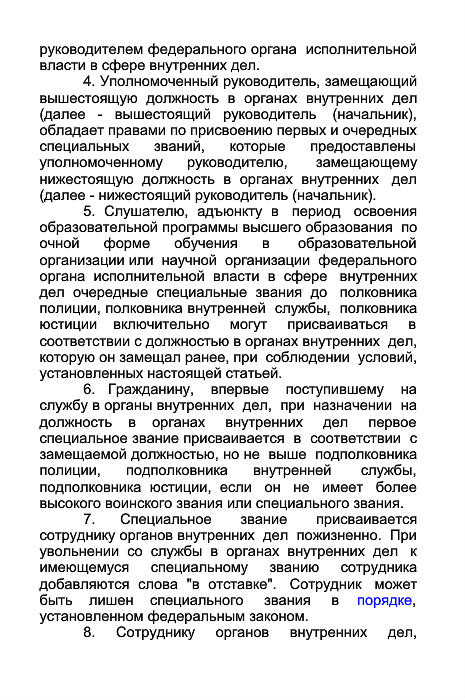 руководителем федерального органа исполнительной
власти в сфере внутренних дел.
4. Уполномоченный руководитель, замещающий
вышестоящую должность в органах внутренних дел
(далее - вышестоящий руководитель (начальник),
обладает правами по присвоению первых и очередных
специальных званий, которые предоставлены
уполномоченному руководителю, замещающему
нижестоящую должность в органах внутренних дел
(далее - нижестоящий руководитель (начальник).
5. Слушателю, адъюнкту в период освоения
образовательной программы высшего образования по
очной форме обучения в образовательной
организации или научной организации федерального
органа исполнительной власти в сфере внутренних
дел очередные специальные звания до полковника
полиции, полковника внутренней службы, полковника
юстиции включительно могут присваиваться в
соответствии с должностью в органах внутренних дел,
которую он замещал ранее, при соблюдении условий,
установленных настоящей статьей.
6. Гражданину, впервые поступившему на
службу в органы внутренних дел, при назначении на
должность в органах внутренних дел первое
специальное звание присваивается в соответствии с
замещаемой должностью, но не выше подполковника
полиции, подполковника внутренней службы,
подполковника юстиции, если он не имеет более
высокого воинского звания или специального звания.
7. Специальное звание присваивается
сотруднику органов внутренних дел пожизненно. При
увольнении со службы в органах внутренних дел к
имеющемуся специальному званию сотрудника
добавляются слова "в отставке". Сотрудник может
быть лишен специального звания в порядке,
установленном федеральным законом.
8. Сотруднику органов внутренних дел,